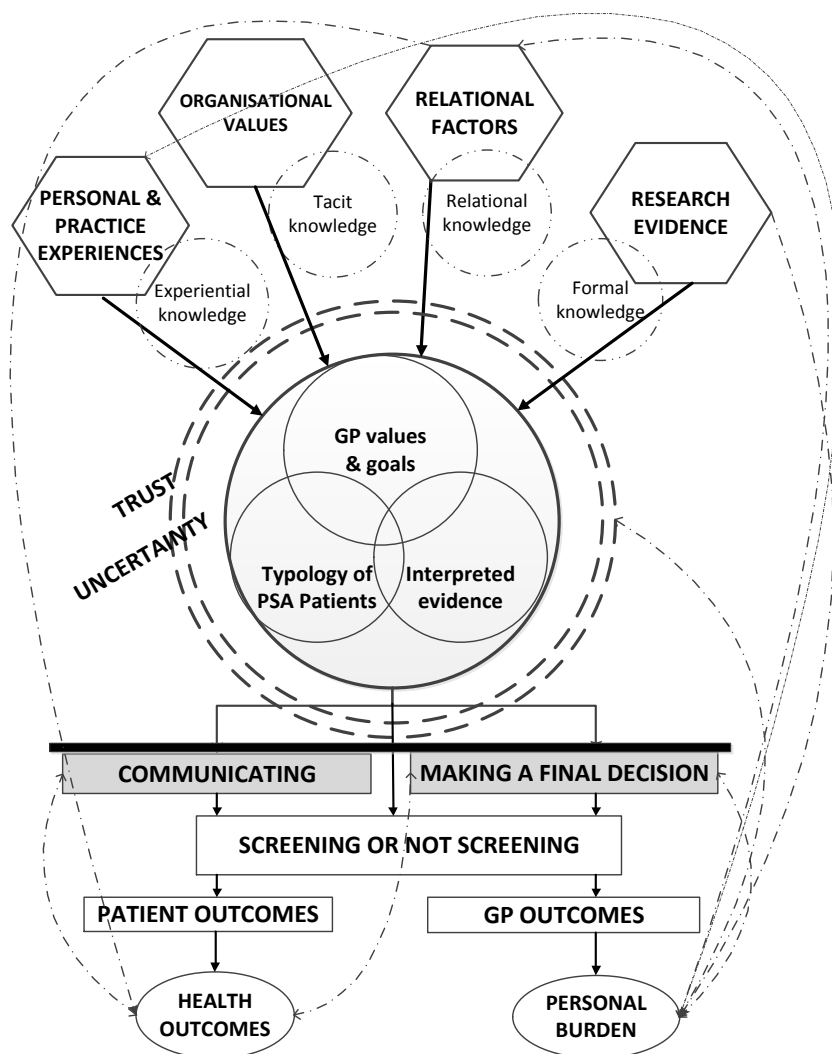 ORGANISATIONAL
VALUES
RELATIONAL
FACTORS
PERSONAL &
PRACTICE
EXPERIENCES
RESEARCH
EVIDENCE
Tacit
knowledge
Relational
knowledge
Experiential
knowledge
Formal
knowledge
GP values
& goals
TRUST
UNCERTAINTY
Typology of
PSA Patients
Interpreted
evidence
COMMUNICATING
MAKING A FINAL DECISION
SCREENING OR NOT SCREENING
PATIENT OUTCOMES
GP OUTCOMES
HEALTH
OUTCOMES
PERSONAL
BURDEN